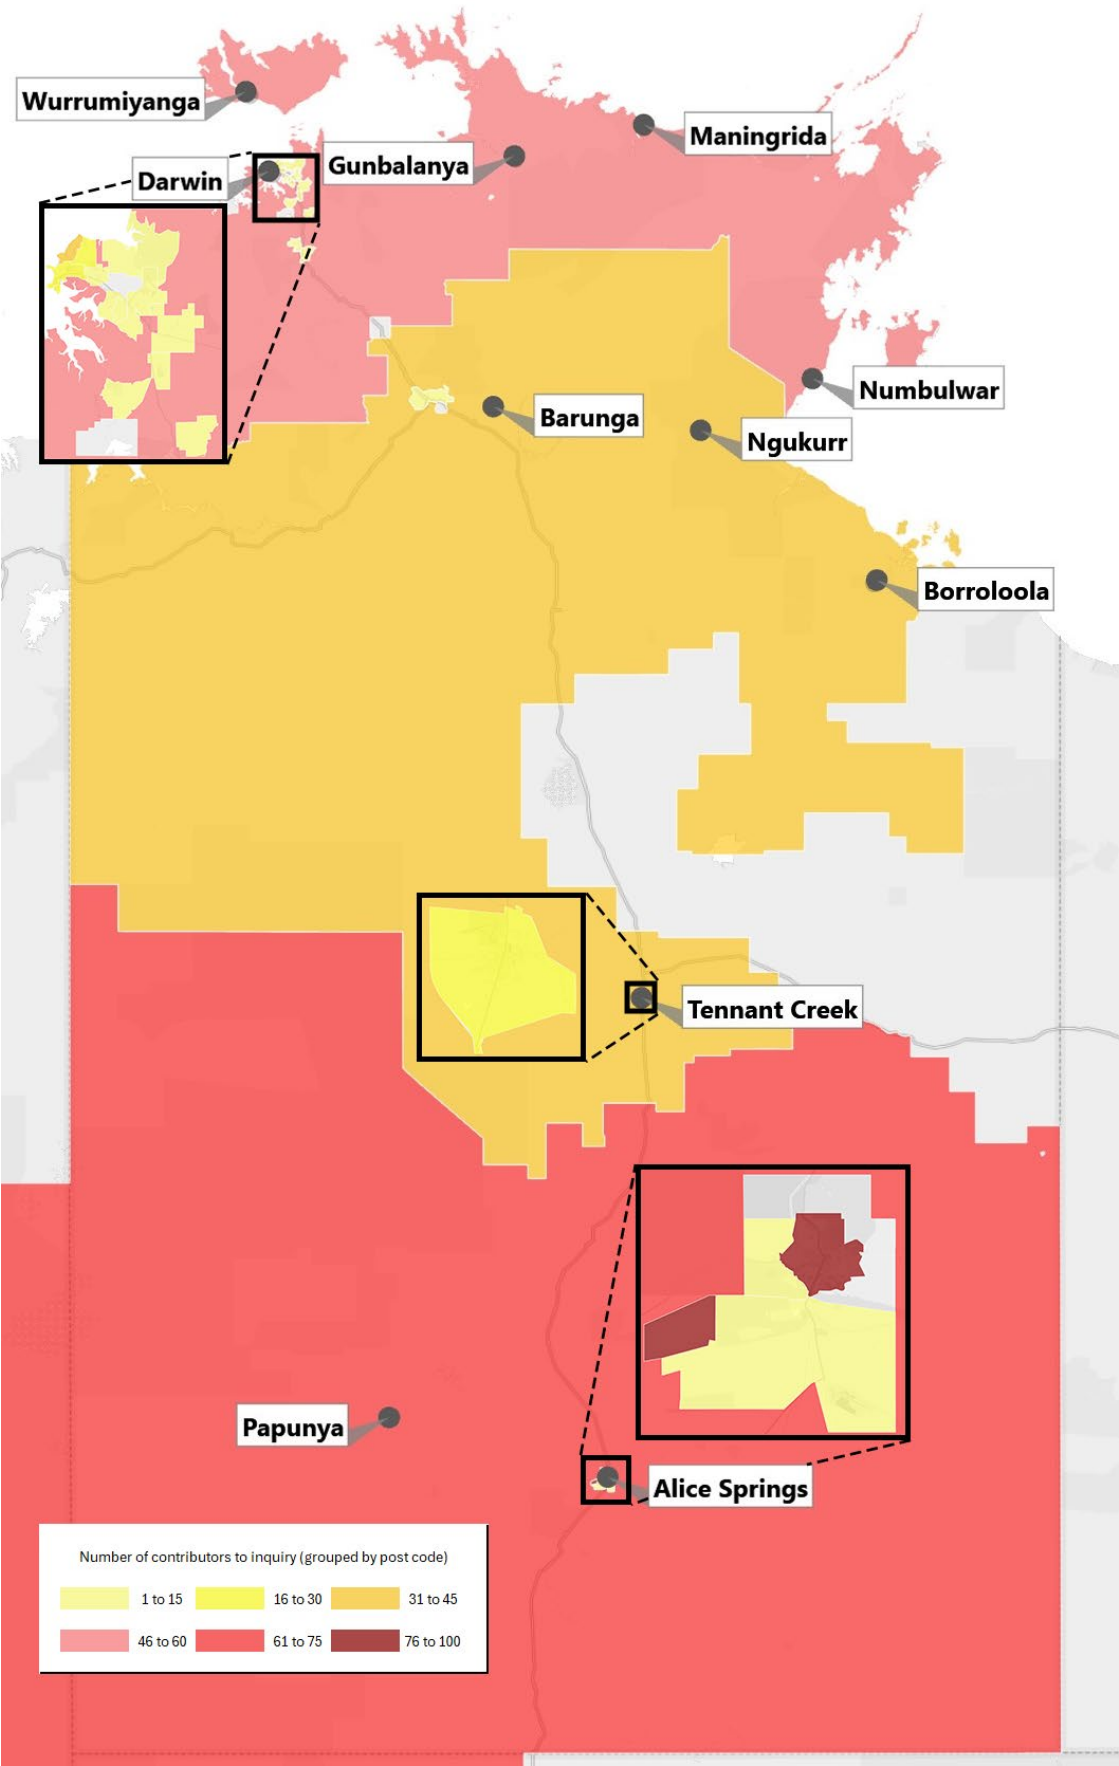 Wurrumiyanga
Maningrida
Gunbalanya
Darwin
Numbulwar
Barunga
Ngukurr
Borroloola
Tennant Creek
Papunya
Alice Springs
Number of contributors to inquiry (grouped by post code)
1 to 15 16 to 30 31 to 45
46 to 60 61 to 75 76 to 100